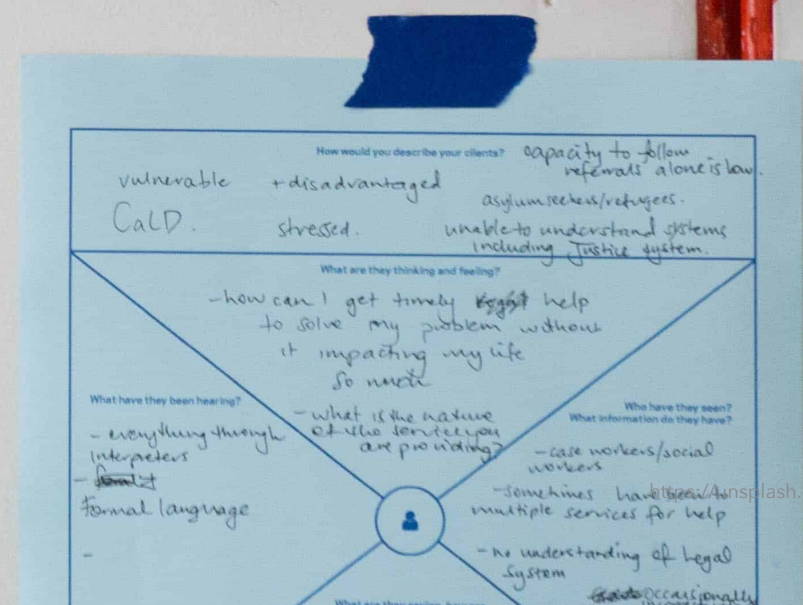 How would you describe your clients?
capacity to follow
referrals alone is low.
vulnerable + disadvantaged
asylum seekers/refugees.
CaLD. stressed.
unable to understand systems
including Justice system.
What are they thinking and feeling?
- how can I get timely help
to solve my problem without
it impacting my life
so much
- what is the nature
of the service you
are providing?
What have they been hearing?
- everything through
interpreters
-
Formal language
-
Who have they seen?
What information do they have?
- case workers/social
workers
- sometimes have been to
multiple services for help
- no understanding of Legal
system
Occasionally
https://unsplash.